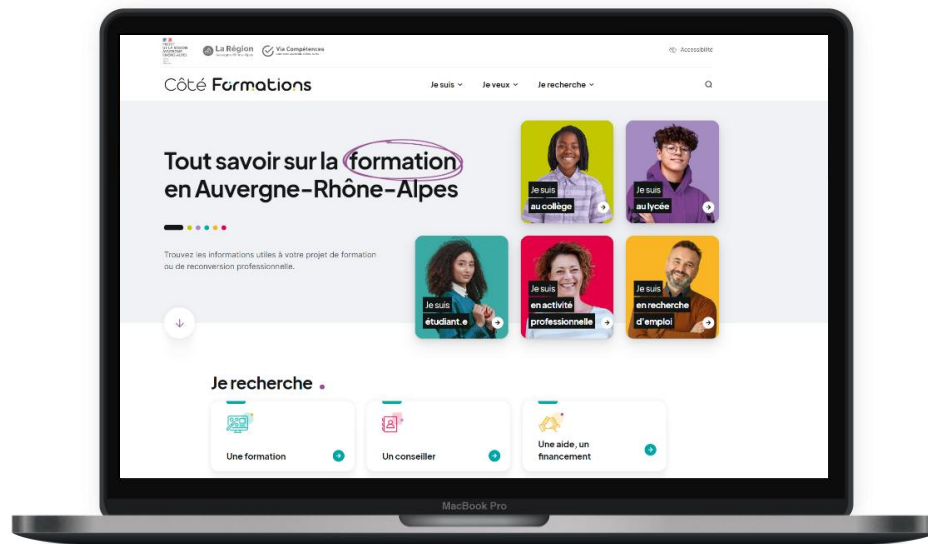 La Région
Auvergne-Rhône-Alpes
Via Compétences
Accessibilité
Côté Formations
Je suis
Je veux
Je recherche
Tout savoir sur la formation
en Auvergne-Rhône-Alpes
Trouvez les informations utiles à votre projet de formation
ou de reconversion professionnelle.
Je suis
au collège
Je suis
au lycée
Je suis
étudiant.e
Je suis
en activité
professionnelle
Je suis
en recherche
d'emploi
Je recherche
Une formation
Un conseiller
Une aide, un
financement
MacBook Pro